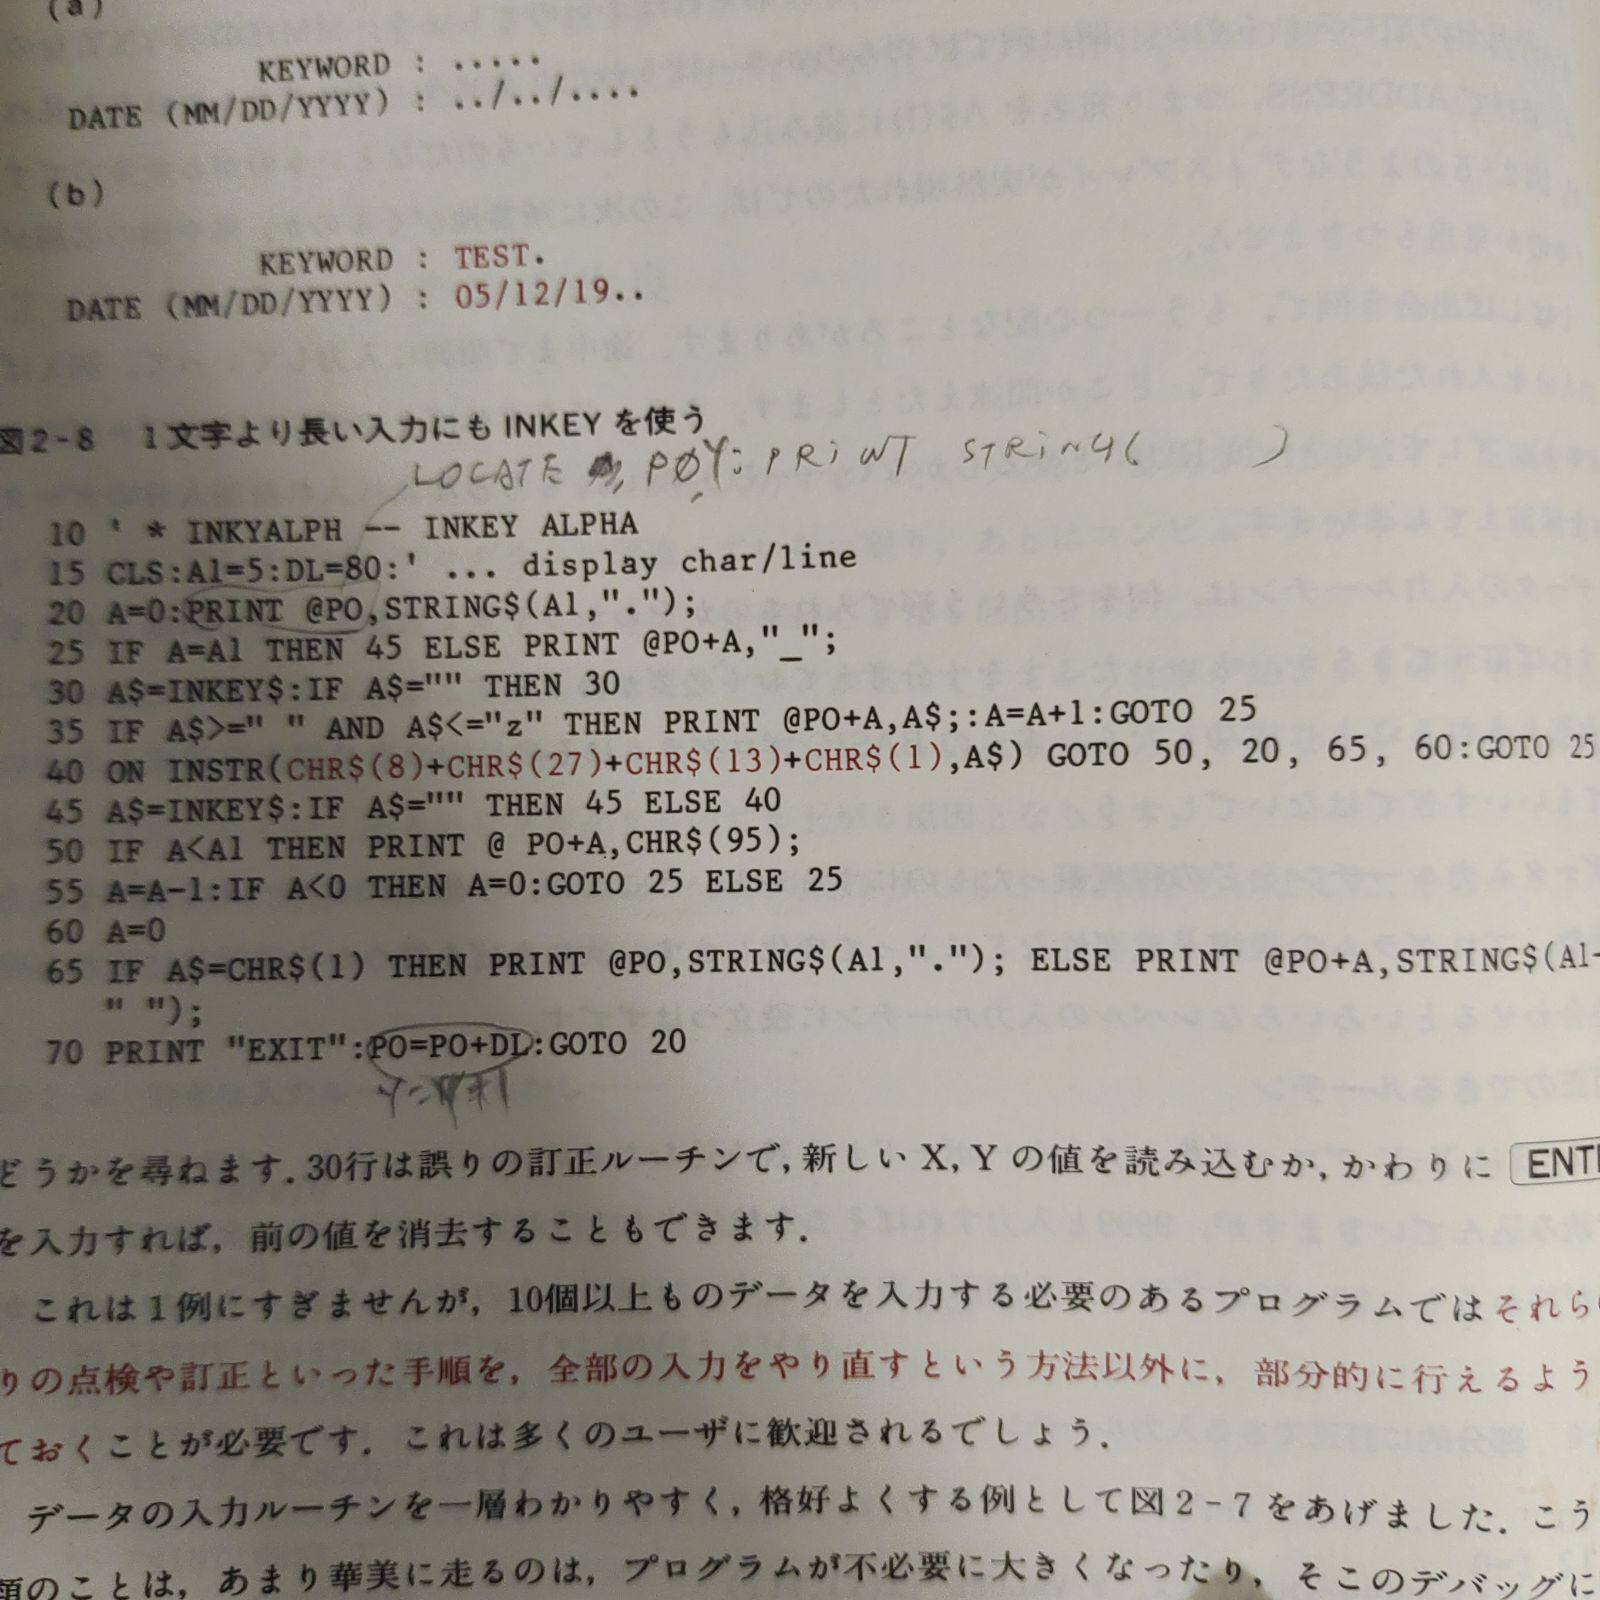 (a)
KEYWORD : .....
DATE (MM/DD/YYYY) : ../../....
(b)
KEYWORD : TEST.
DATE (MM/DD/YYYY) : 05/12/19..
図2-8 1文字より長い入力にも INKEY を使う
LOCATE , POY: PRiNT STRiNG( )
10 ' * INKYALPH -- INKEY ALPHA
15 CLS:A1=5:DL=80:' ... display char/line
20 A=0:PRINT @PO,STRING$(A1,".");
25 IF A=A1 THEN 45 ELSE PRINT @PO+A,"_";
30 A$=INKEY$:IF A$="" THEN 30
35 IF A$>=" " AND A$<="z" THEN PRINT @PO+A,A$;:A=A+1:GOTO 25
40 ON INSTR(CHR$(8)+CHR$(27)+CHR$(13)+CHR$(1),A$) GOTO 50, 20, 65, 60:GOTO 25
45 A$=INKEY$:IF A$="" THEN 45 ELSE 40
50 IF A<A1 THEN PRINT @ PO+A,CHR$(95);
55 A=A-1:IF A<0 THEN A=0:GOTO 25 ELSE 25
60 A=0
65 IF A$=CHR$(1) THEN PRINT @PO,STRING$(A1,"."); ELSE PRINT @PO+A,STRING$(A1-
" ");
70 PRINT "EXIT":PO=PO+DL:GOTO 20
どうかを尋ねます．30行は誤りの訂正ルーチンで，新しい X, Y の値を読み込むか，かわりに ENT
を入力すれば，前の値を消去することもできます．
これは1例にすぎませんが，10個以上ものデータを入力する必要のあるプログラムではそれら
りの点検や訂正といった手順を，全部の入力をやり直すという方法以外に，部分的に行えるよう
ておくことが必要です．これは多くのユーザに歓迎されるでしょう．
データの入力ルーチンを一層わかりやすく，格好よくする例として図2-7をあげました．こう
類のことは，あまり華美に走るのは，プログラムが不必要に大きくなったり，そこのデバッグに